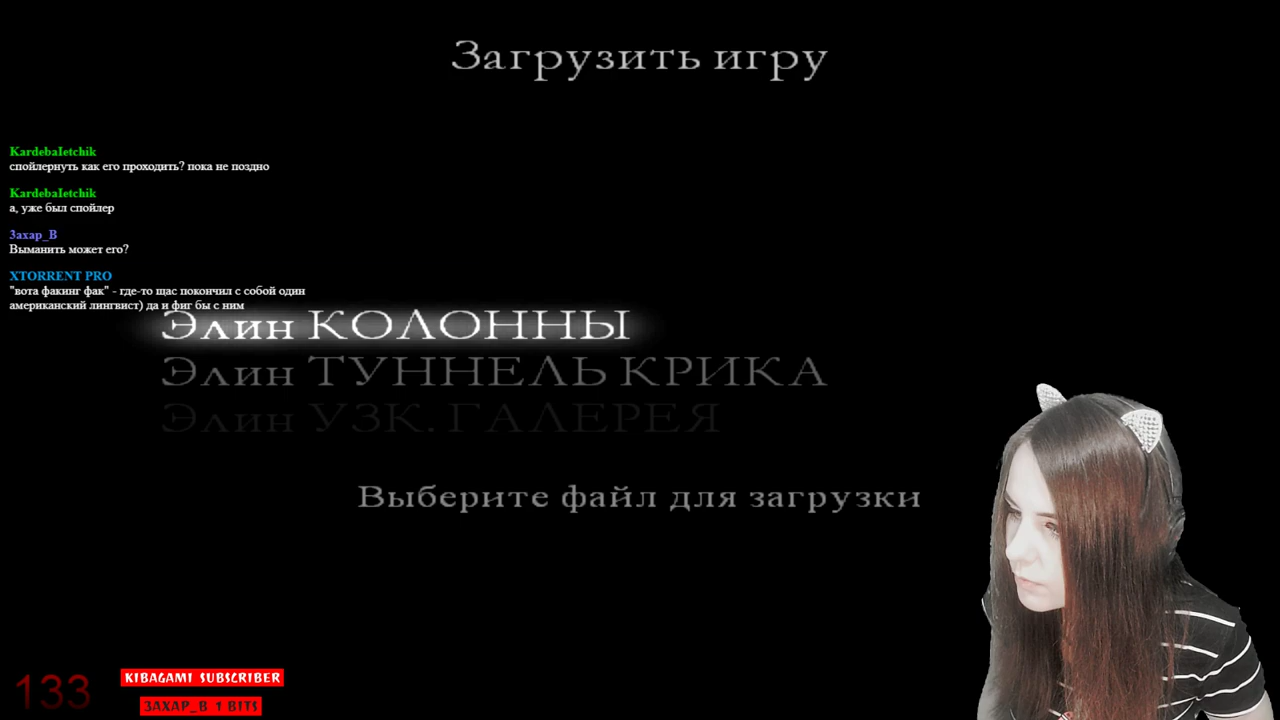 Загрузить игру
KardebaIetchik
спойлернуть как его проходить? пока не поздно
KardebaIetchik
а, уже был спойлер
3axap_B
Выманить может его?
XTORRENT PRO
"вота факинг фак" - где-то щас покончил с собой один
американский лингвист) да и фиг бы с ним
Элин КОЛОННЫ
Элин ТУННЕЛЬ КРИКА
Элин УЗК. ГАЛЕРЕЯ
Выберите файл для загрузки
133
KIBAGAMI SUBSCRIBER
3AXAP_B 1 BITS